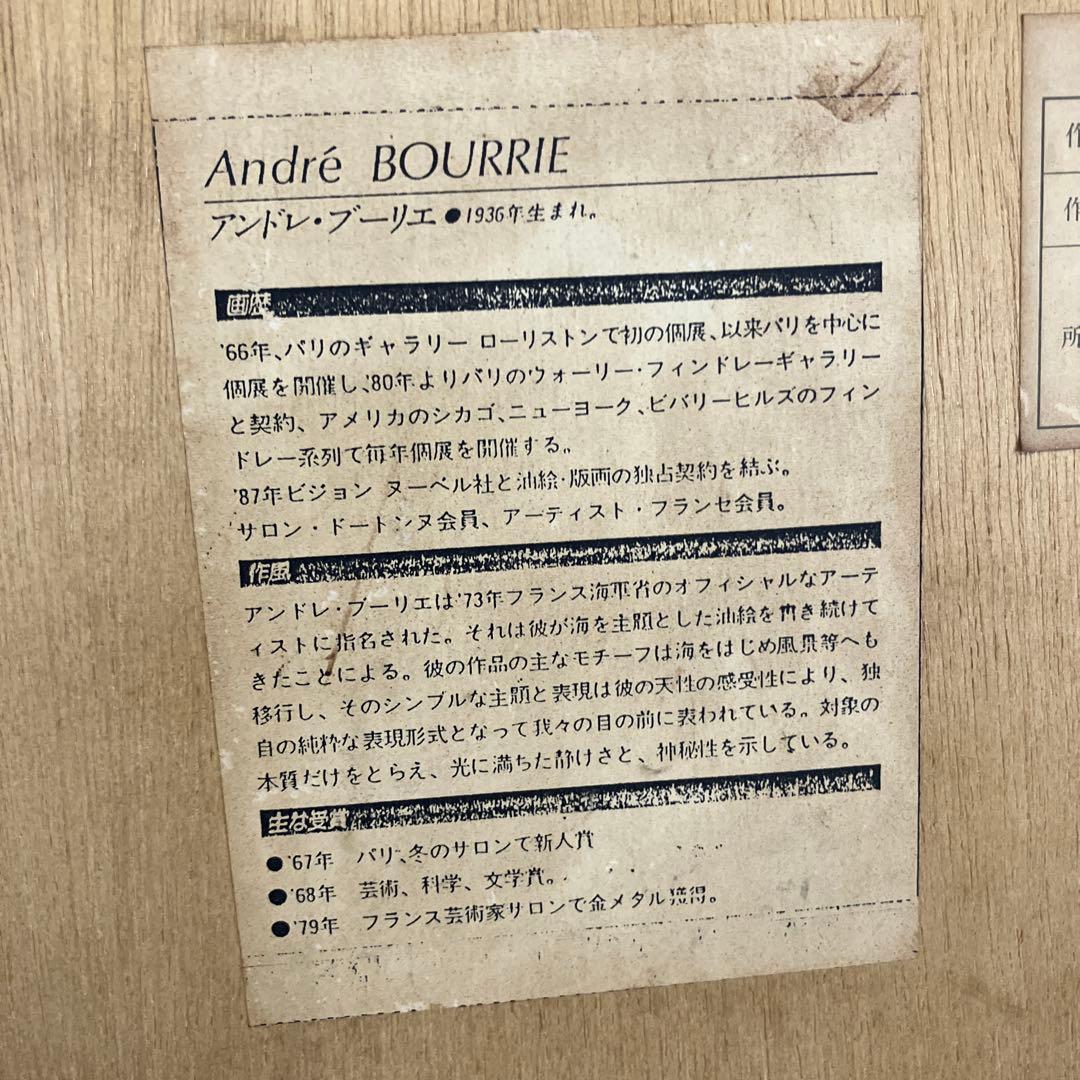 André BOURRIE
アンドレ・ブーリエ ●1936年生まれ。
画歴
'66年、パリのギャラリー ローリストンで初の個展、以来パリを中心に
個展を開催し、'80年よりパリのウォーリー・フィンドレーギャラリー
と契約、アメリカのシカゴ、ニューヨーク、ビバリーヒルズのフィン
ドレー系列で毎年個展を開催する。
'87年ビジョン ヌーベル社と油絵・版画の独占契約を結ぶ。
サロン・ドートンヌ会員、アーティスト・フランセ会員。
作風
アンドレ・ブーリエは'73年フランス海軍省のオフィシャルなアーテ
ィストに指名された。それは彼が海を主題とした油絵を書き続けて
きたことによる。彼の作品の主なモチーフは海をはじめ風景等へも
移行し、そのシンプルな主題と表現は彼の天性の感受性により、独
自の純粋な表現形式となって我々の目の前に表われている。対象の
本質だけをとらえ、光に満ちた静けさと、神秘性を示している。
主な受賞
●'67年 パリ、冬のサロンで新人賞
●'68年 芸術、科学、文学賞。
●'79年 フランス芸術家サロンで金メダル獲得。
作
作
所